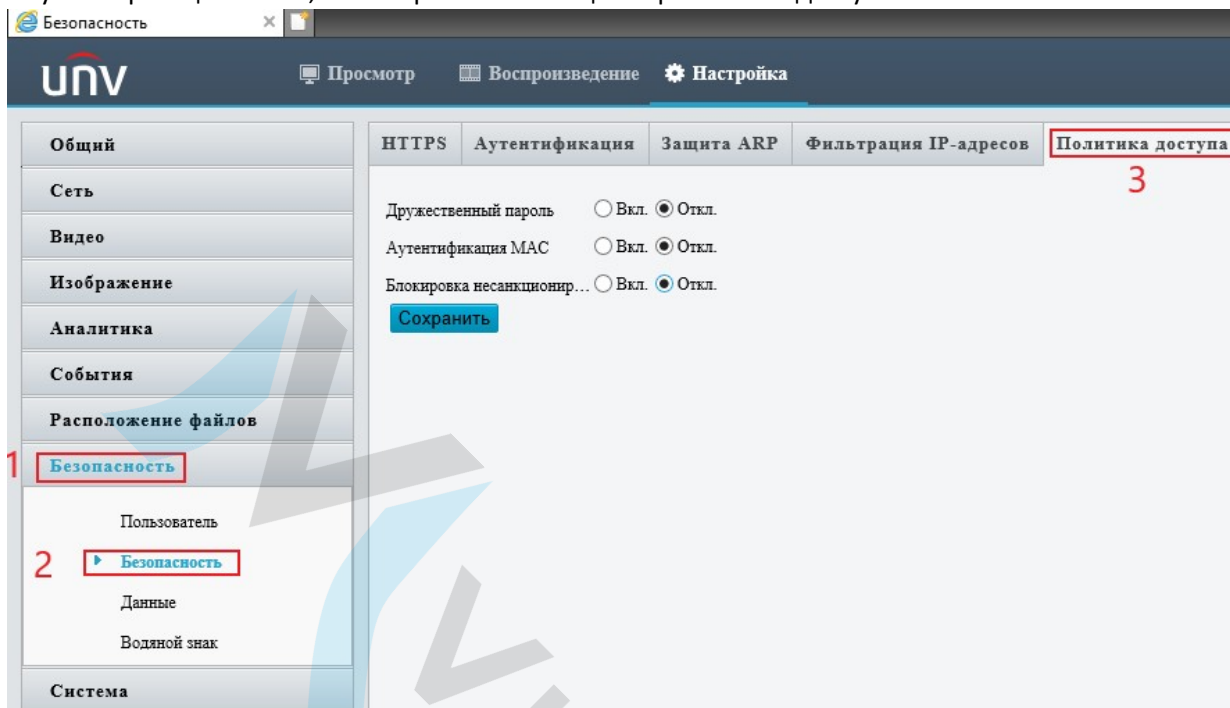 Безопасность
unv
Просмотр Воспроизведение Настройка
Общий
Сеть
Видео
Изображение
Аналитика
События
Расположение файлов
1 Безопасность
Пользователь
2 Безопасность
Данные
Водяной знак
Система
HTTPS Аутентификация Защита ARP Фильтрация IP-адресов Политика доступа
3
Дружественный пароль Вкл. Откл.
Аутентификация MAC Вкл. Откл.
Блокировка несанкционир... Вкл. Откл.
Сохранить